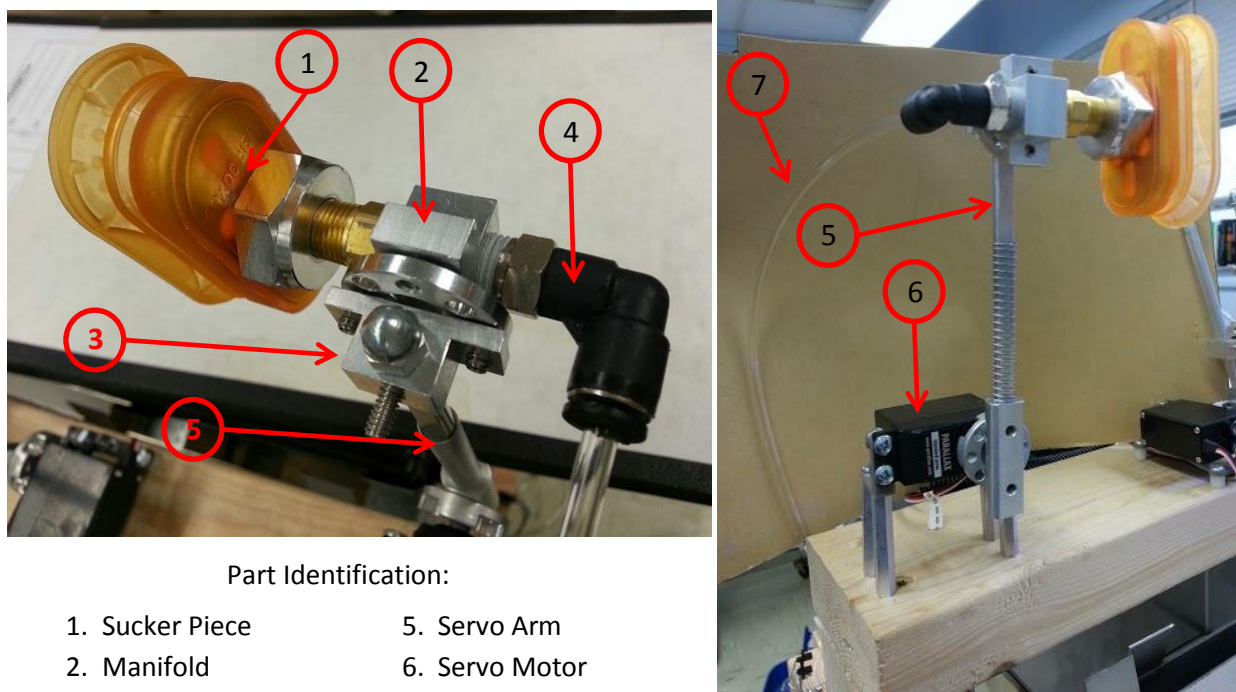 1
2
4
3
5
7
5
6
PARALLAX
Part Identification:
1. Sucker Piece
2. Manifold
5. Servo Arm
6. Servo Motor